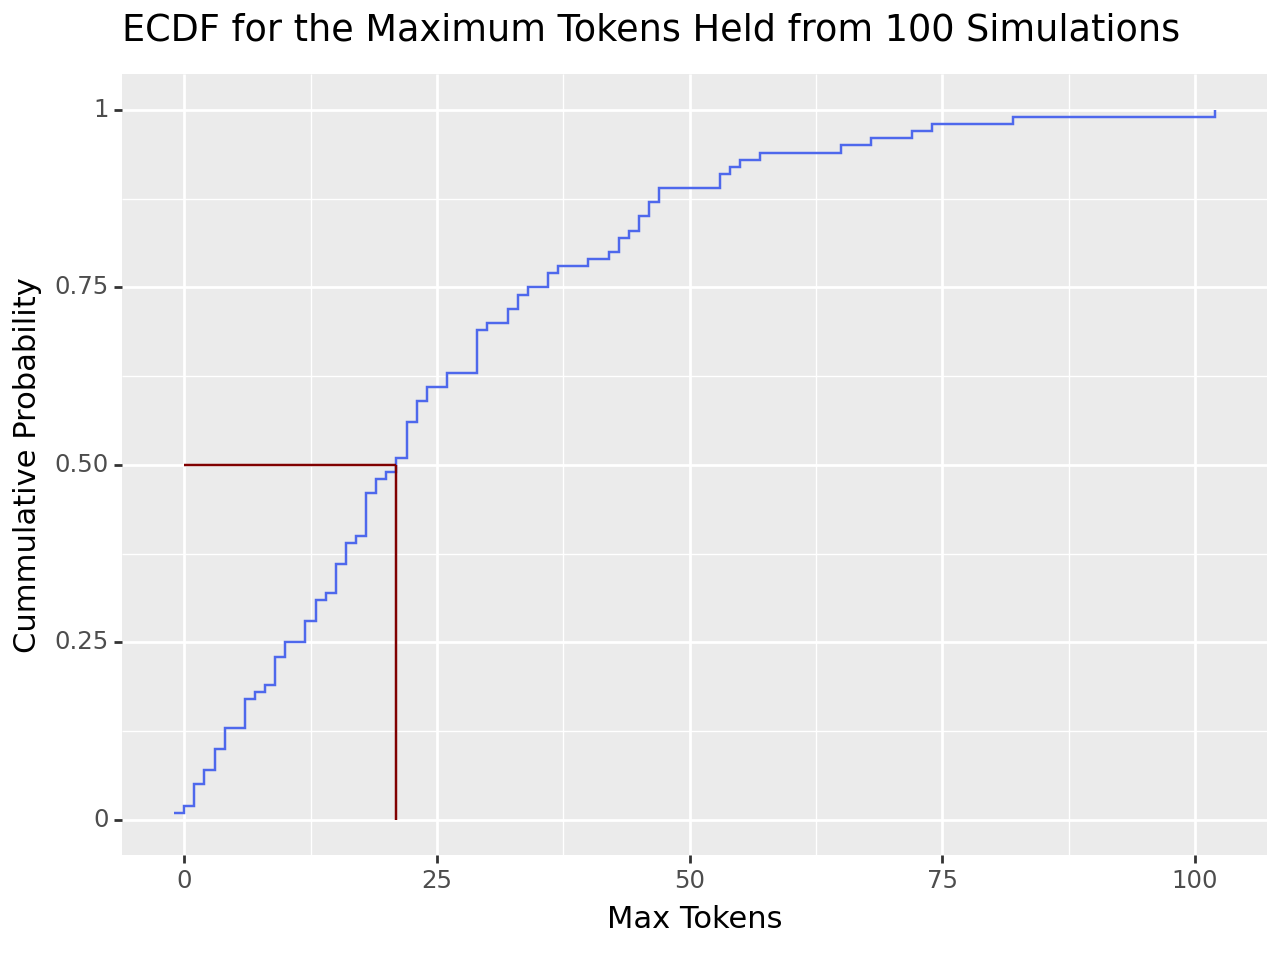 ECDF for the Maximum Tokens Held from 100 Simulations
Cummulative Probability
1
0.75
0.50
0.25
0
0 25 50 75 100
Max Tokens